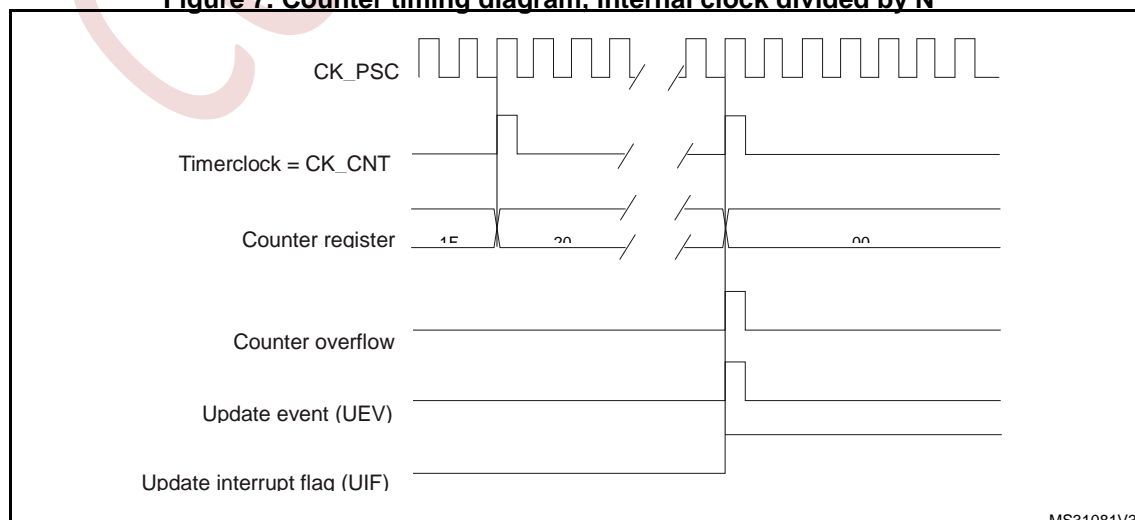 Figure 7. Counter timing diagram, internal clock divided by N
CK_PSC
Timerclock = CK_CNT
Counter register 1F 20 00
Counter overflow
Update event (UEV)
Update interrupt flag (UIF)